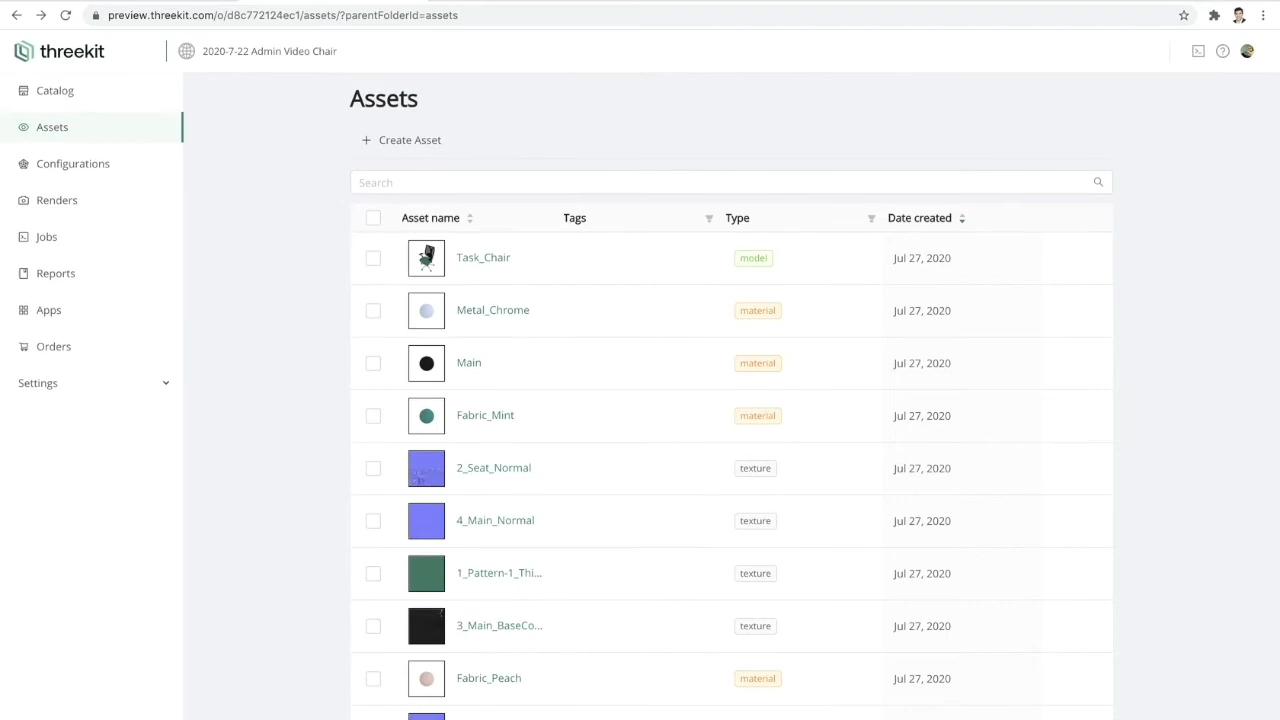 preview.threekit.com/o/d8c772124ec1/assets/?parentFolderId=assets
threekit
2020-7-22 Admin Video Chair
Catalog
Assets
Configurations
Renders
Jobs
Reports
Apps
Orders
Settings
Assets
+ Create Asset
Search
Asset name Tags Type Date created
Task_Chair model Jul 27, 2020
Metal_Chrome material Jul 27, 2020
Main material Jul 27, 2020
Fabric_Mint material Jul 27, 2020
2_Seat_Normal texture Jul 27, 2020
4_Main_Normal texture Jul 27, 2020
1_Pattern-1_Thi... texture Jul 27, 2020
3_Main_BaseCo... texture Jul 27, 2020
Fabric_Peach material Jul 27, 2020